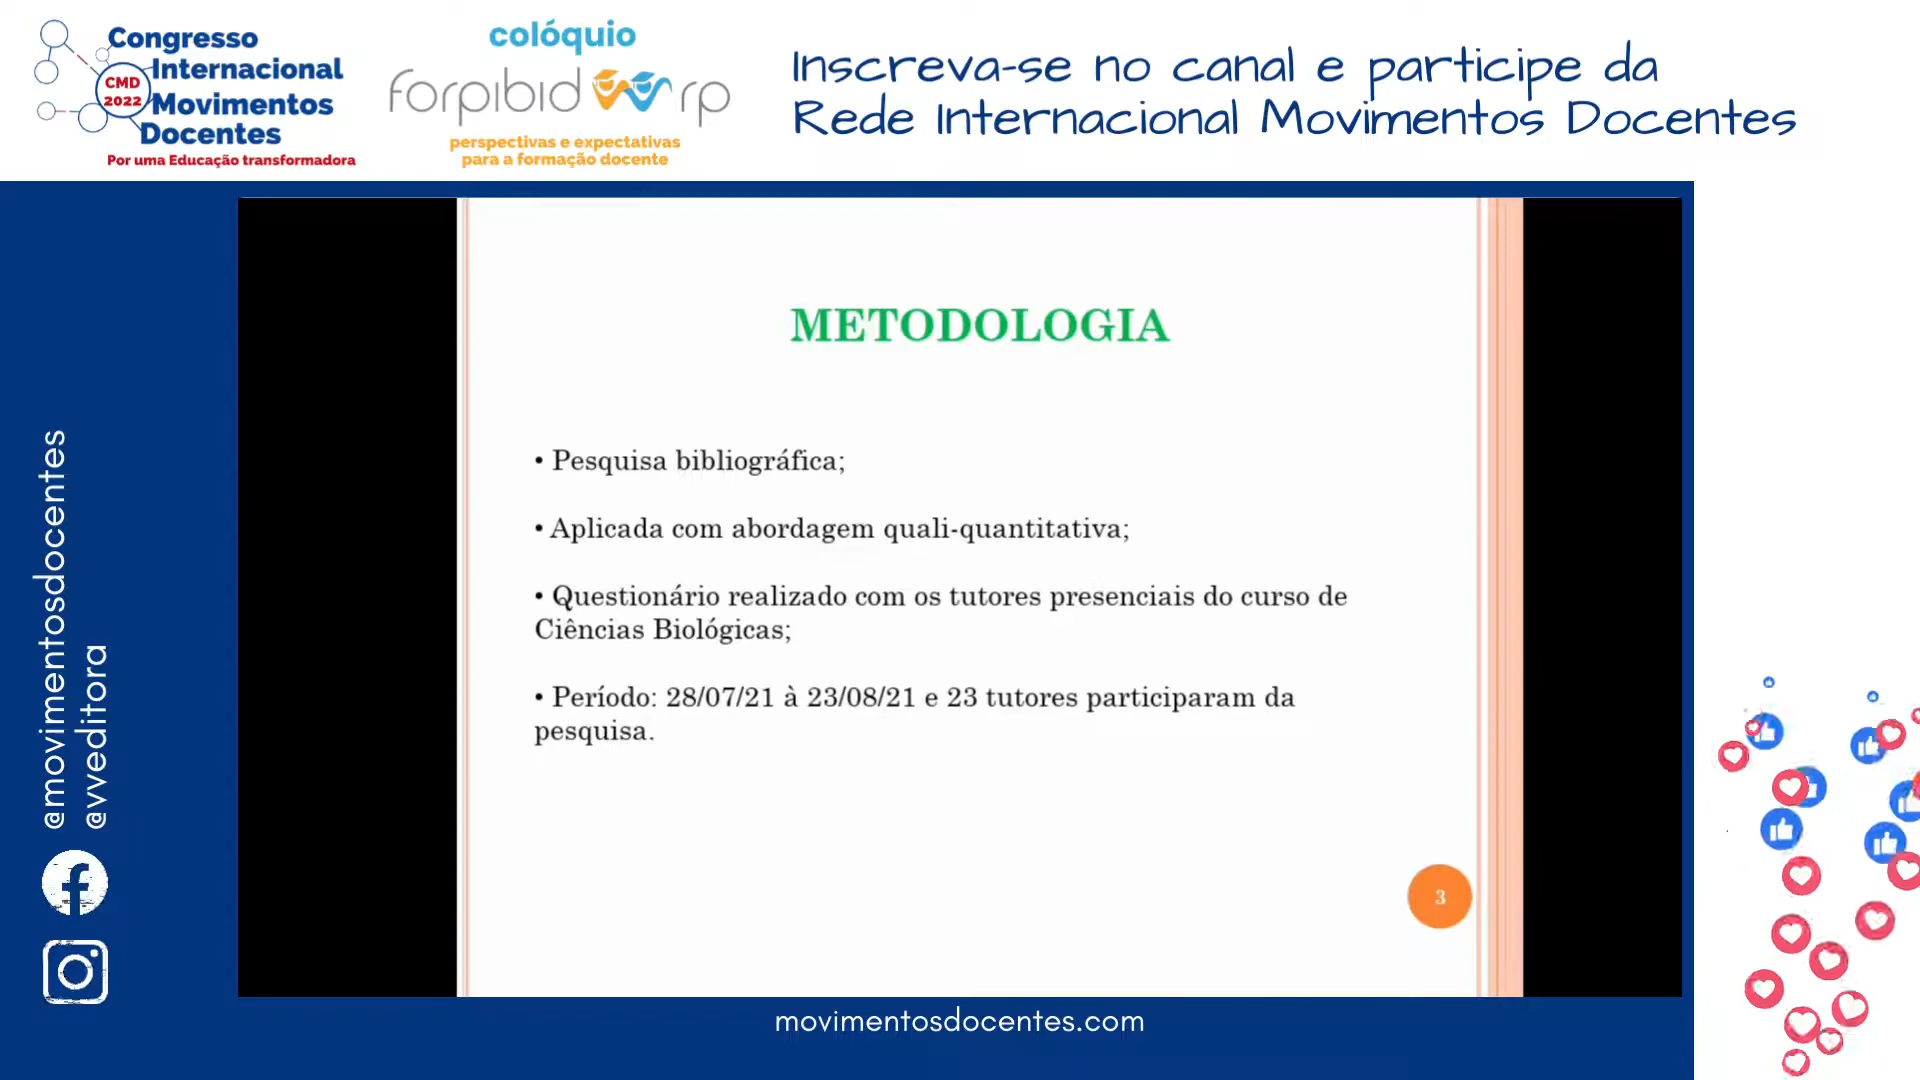 Congresso
Internacional
CMD
2022
Movimentos
Docentes
Por uma Educação transformadora
colóquio
forpibid rp
perspectivas e expectativas
para a formação docente
Inscreva-se no canal e participe da
Rede Internacional Movimentos Docentes
@movimentosdocentes
@vveditora
METODOLOGIA
• Pesquisa bibliográfica;
• Aplicada com abordagem quali-quantitativa;
• Questionário realizado com os tutores presenciais do curso de
Ciências Biológicas;
• Período: 28/07/21 à 23/08/21 e 23 tutores participaram da
pesquisa.
3
movimentosdocentes.com